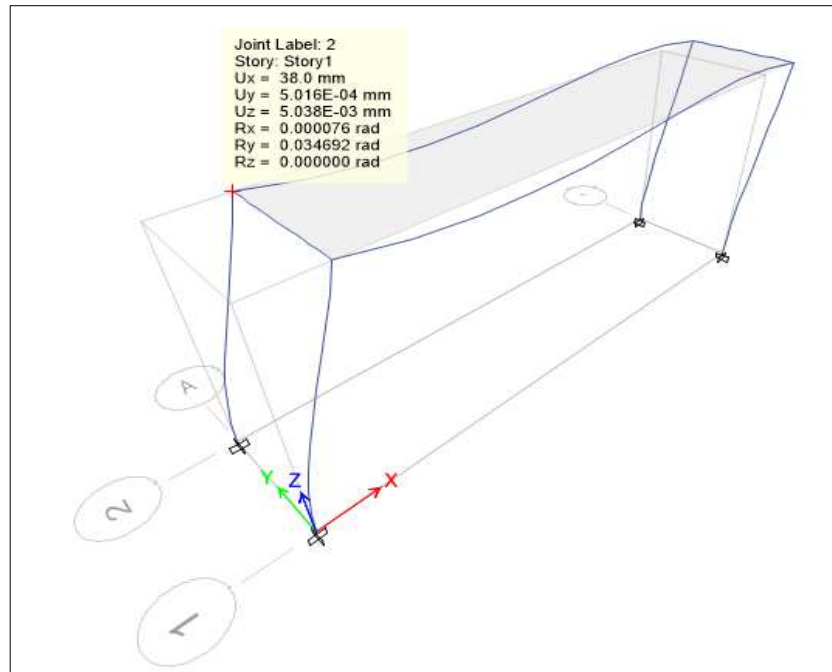 Joint Label: 2
Story: Story1
Ux = 38.0 mm
Uy = 5.016E-04 mm
Uz = 5.038E-03 mm
Rx = 0.000076 rad
Ry = 0.034692 rad
Rz = 0.000000 rad
A
Y
Z
X
2
1